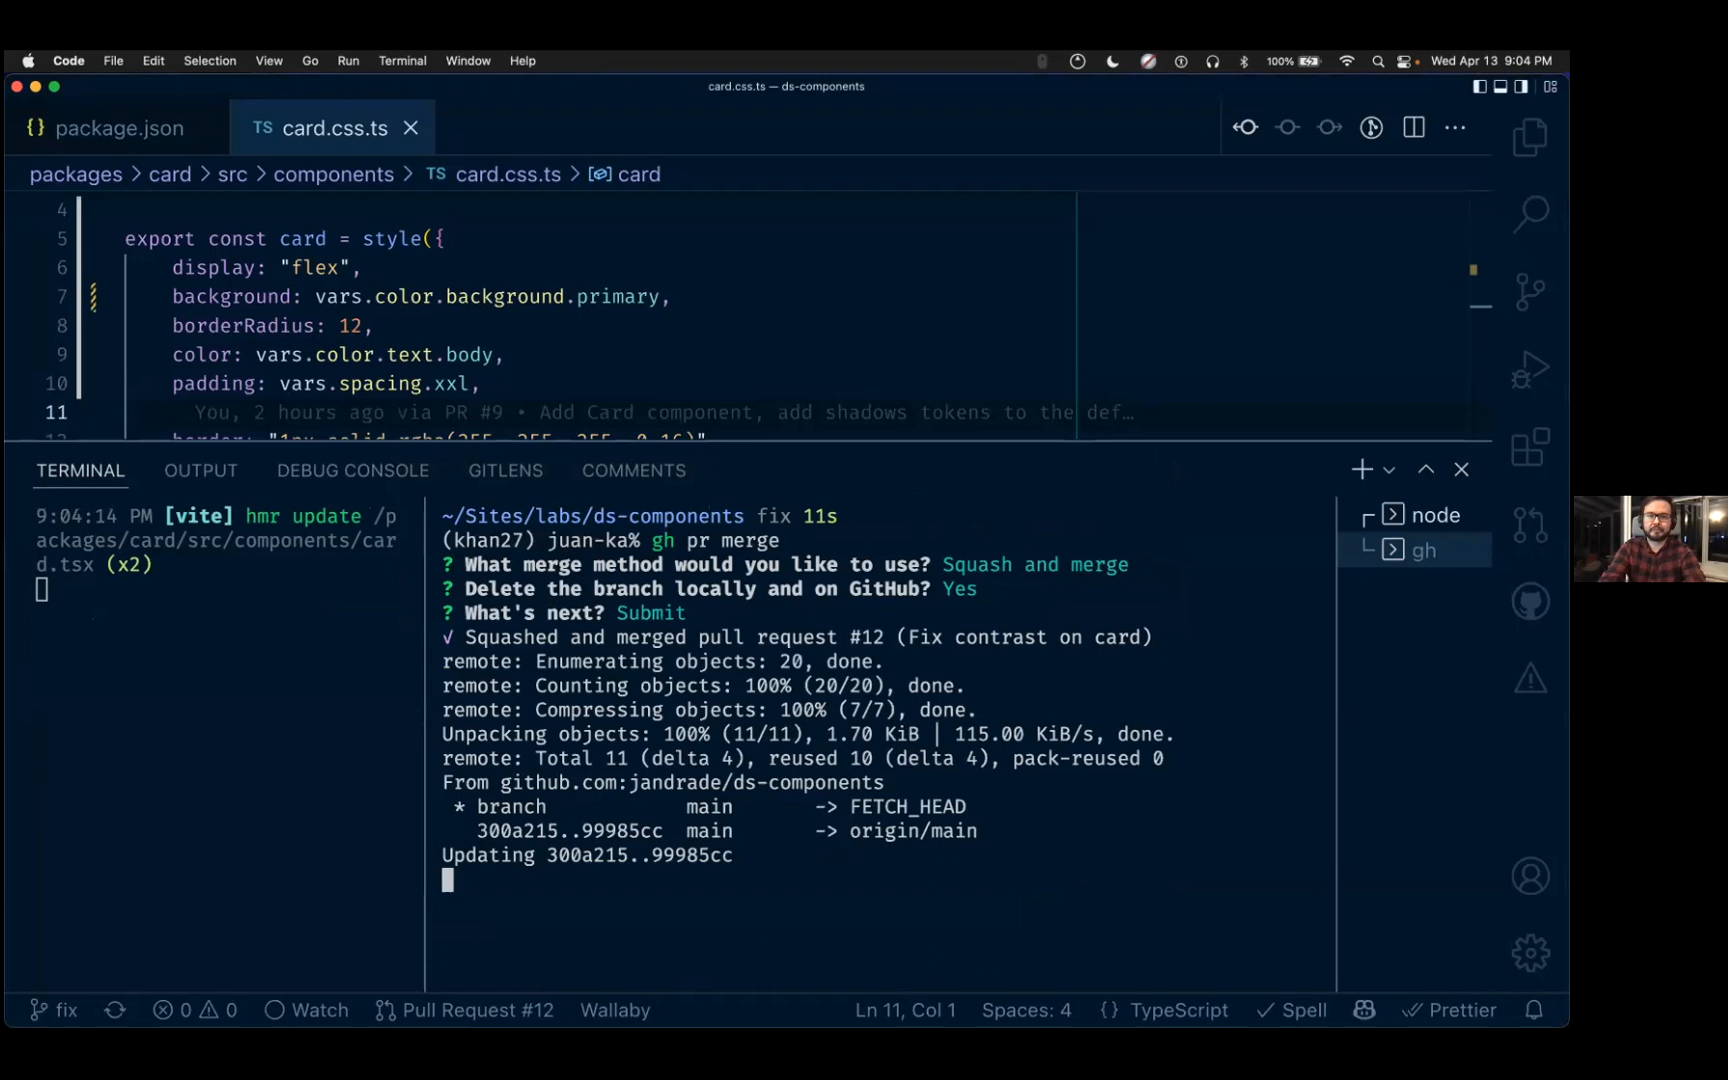 Code File Edit Selection View Go Run Terminal Window Help 100% Wed Apr 13 9:04 PM
card.css.ts — ds-components
{} package.json TS card.css.ts
packages > card > src > components > TS card.css.ts > card
4
5 export const card = style({
6 display: "flex",
7 background: vars.color.background.primary,
8 borderRadius: 12,
9 color: vars.color.text.body,
10 padding: vars.spacing.xxl,
11 You, 2 hours ago via PR #9 • Add Card component, add shadows tokens to the def…
12 border: "1px solid rgba(255, 255, 255, 0.16)"
TERMINAL OUTPUT DEBUG CONSOLE GITLENS COMMENTS
9:04:14 PM [vite] hmr update /p
ackages/card/src/components/car
d.tsx (x2)
~/Sites/labs/ds-components fix 11s
(khan27) juan-ka% gh pr merge
? What merge method would you like to use? Squash and merge
? Delete the branch locally and on GitHub? Yes
? What's next? Submit
✓ Squashed and merged pull request #12 (Fix contrast on card)
remote: Enumerating objects: 20, done.
remote: Counting objects: 100% (20/20), done.
remote: Compressing objects: 100% (7/7), done.
Unpacking objects: 100% (11/11), 1.70 KiB | 115.00 KiB/s, done.
remote: Total 11 (delta 4), reused 10 (delta 4), pack-reused 0
From github.com:jandrade/ds-components
* branch main -> FETCH_HEAD
300a215..99985cc main -> origin/main
Updating 300a215..99985cc
node
gh
fix 0 0 Watch Pull Request #12 Wallaby Ln 11, Col 1 Spaces: 4 {} TypeScript Spell Prettier